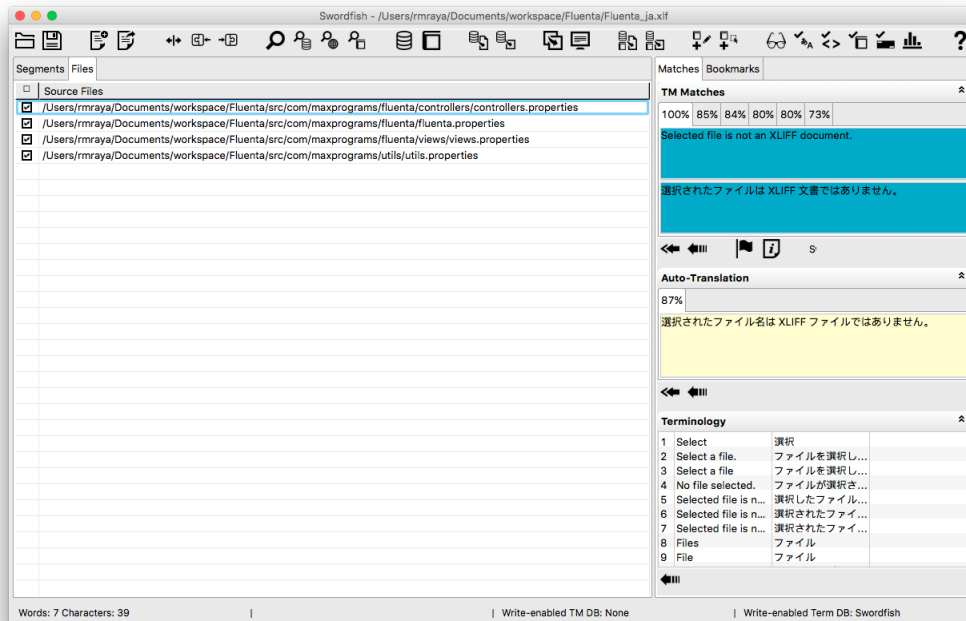 Swordfish - /Users/rmraya/Documents/workspace/Fluenta/Fluenta_ja.xlf
Segments Files
Source Files
/Users/rmraya/Documents/workspace/Fluenta/src/com/maxprograms/fluenta/controllers/controllers.properties
/Users/rmraya/Documents/workspace/Fluenta/src/com/maxprograms/fluenta/fluenta.properties
/Users/rmraya/Documents/workspace/Fluenta/src/com/maxprograms/fluenta/views/views.properties
/Users/rmraya/Documents/workspace/Fluenta/src/com/maxprograms/utils/utils.properties
Matches Bookmarks
TM Matches
100% 85% 84% 80% 80% 73%
Selected file is not an XLIFF document.
選択されたファイルは XLIFF 文書ではありません。
Auto-Translation
87%
選択されたファイル名は XLIFF ファイルではありません。
Terminology
1 Select 選択
2 Select a file. ファイルを選択し...
3 Select a file ファイルを選択し...
4 No file selected. ファイルが選択さ...
5 Selected file is n... 選択したファイル...
6 Selected file is n... 選択されたファイ...
7 Selected file is n... 選択されたファイ...
8 Files ファイル
9 File ファイル
Words: 7 Characters: 39 | | Write-enabled TM DB: None | Write-enabled Term DB: Swordfish